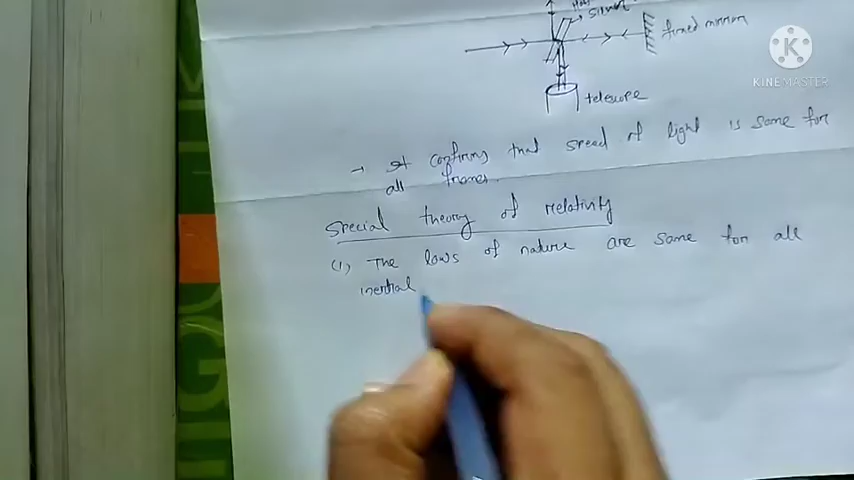 silvert
fixed mirror
K
KINEMASTER
telescope
→ It confirms that speed of light is same for
all frames.
special theory of relativity
(1) The laws of nature are same for all
inertial